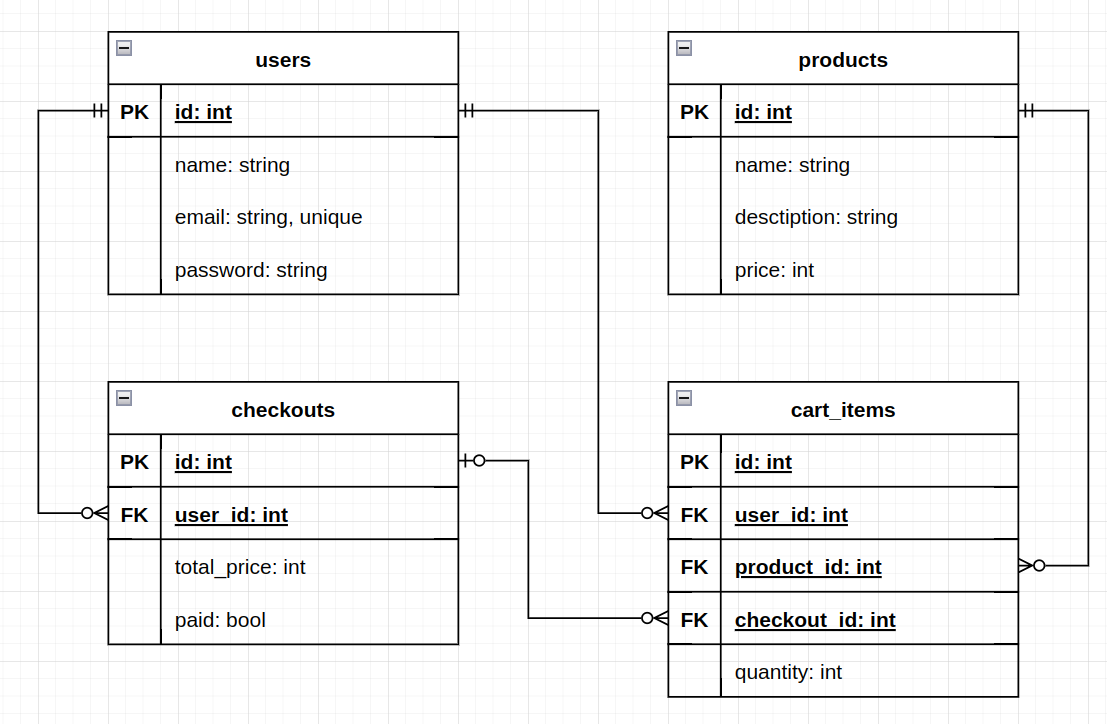 users
PK id: int
name: string
email: string, unique
password: string
products
PK id: int
name: string
desctiption: string
price: int
checkouts
PK id: int
FK user_id: int
total_price: int
paid: bool
cart_items
PK id: int
FK user_id: int
FK product_id: int
FK checkout_id: int
quantity: int